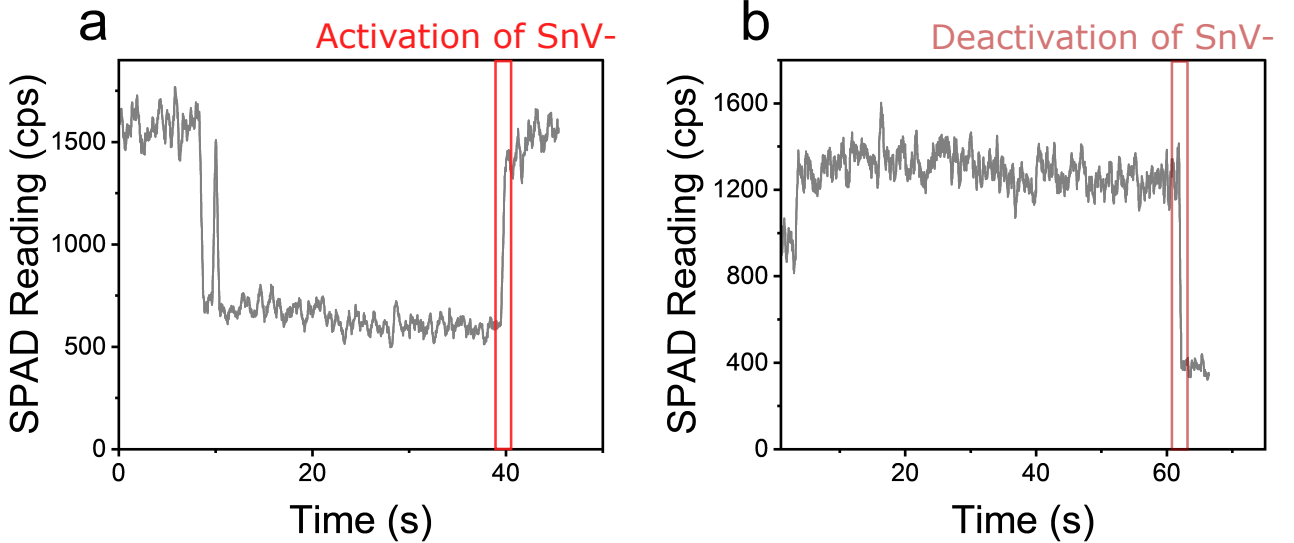 a
Activation of SnV-
SPAD Reading (cps)
1500
1000
500
0
0
20
40
Time (s)
b
Deactivation of SnV-
SPAD Reading (cps)
1600
1200
800
400
0
20
40
60
Time (s)